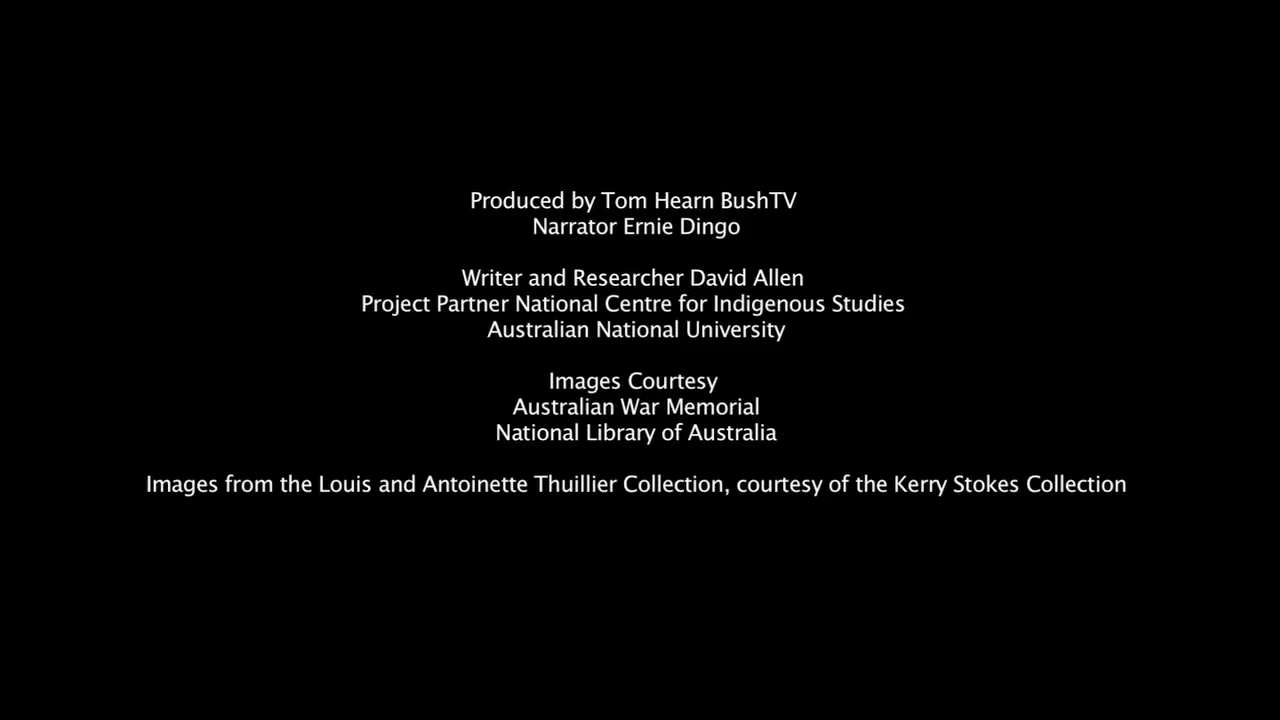 Produced by Tom Hearn BushTV
Narrator Ernie Dingo
Writer and Researcher David Allen
Project Partner National Centre for Indigenous Studies
Australian National University
Images Courtesy
Australian War Memorial
National Library of Australia
Images from the Louis and Antoinette Thuillier Collection, courtesy of the Kerry Stokes Collection